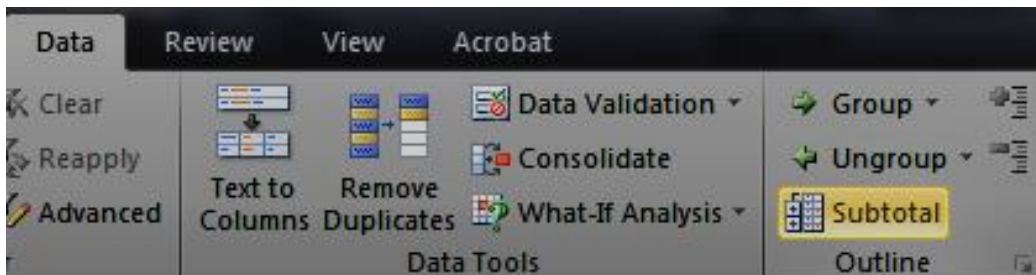 Data Review View Acrobat
Clear
Reapply
Advanced
Text to
Columns
Remove
Duplicates
Data Validation
Consolidate
What-If Analysis
Data Tools
Group
Ungroup
Subtotal
Outline